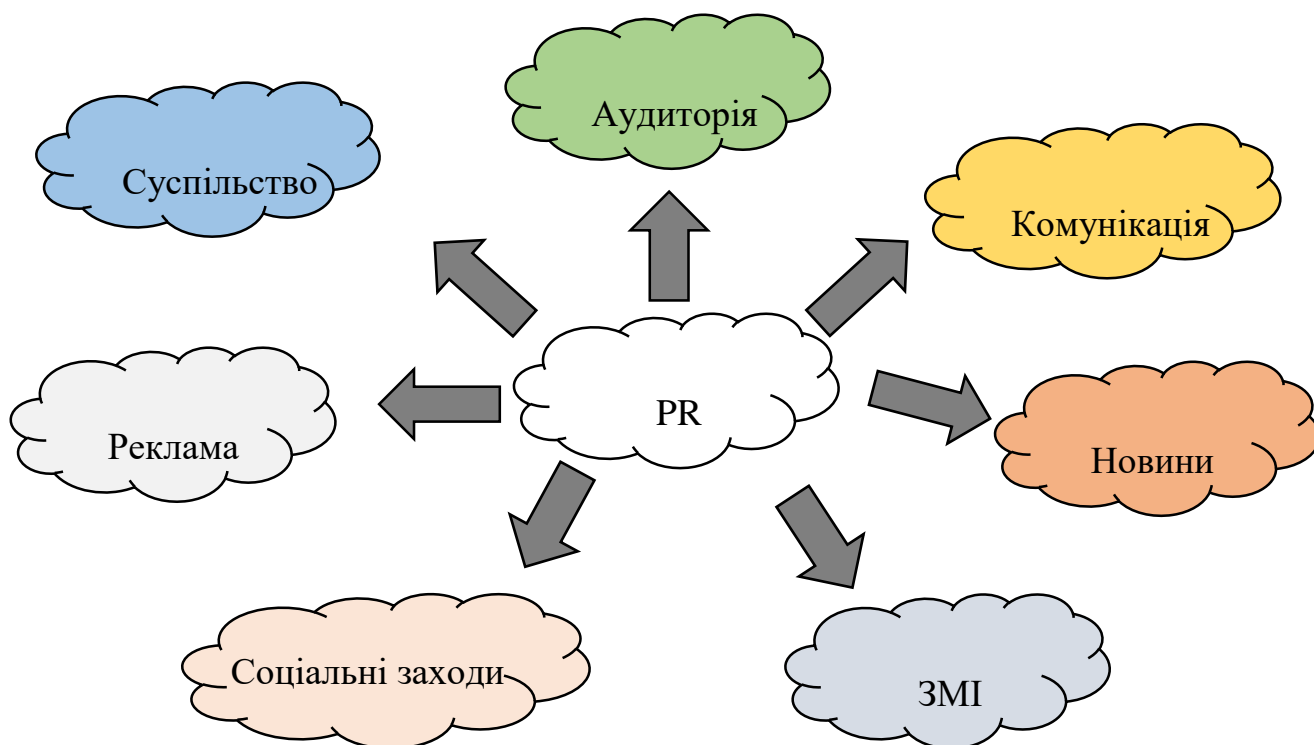 Аудиторія
Суспільство
Комунікація
PR
Реклама
Новини
Соціальні заходи
ЗМІ